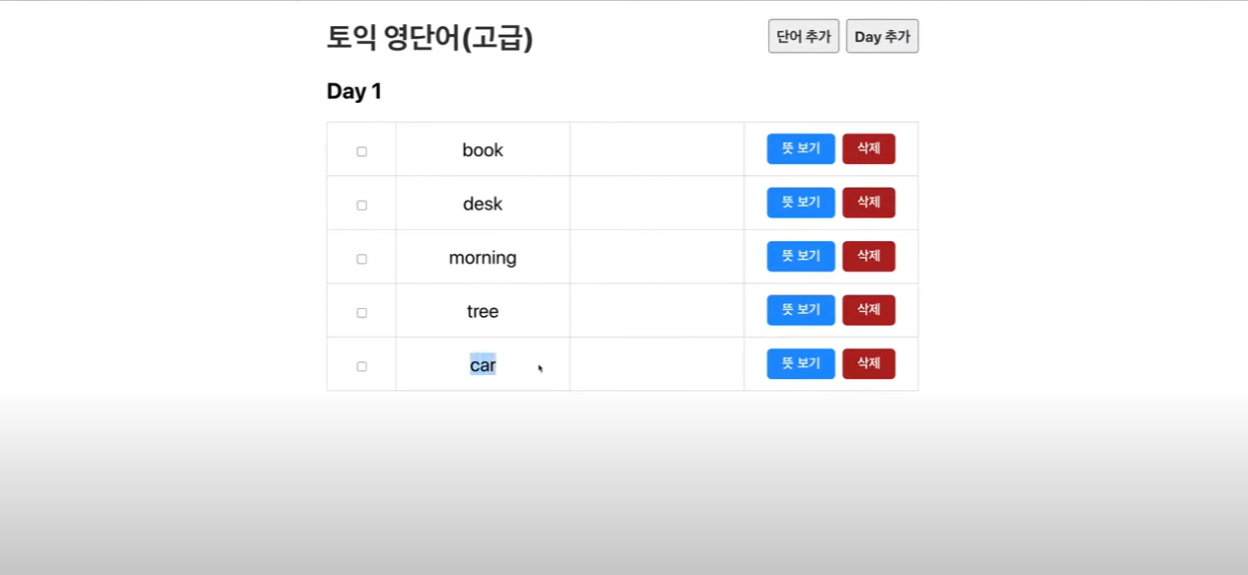 토익 영단어(고급)
단어 추가 Day 추가
Day 1
book 뜻 보기 삭제
desk 뜻 보기 삭제
morning 뜻 보기 삭제
tree 뜻 보기 삭제
car 뜻 보기 삭제